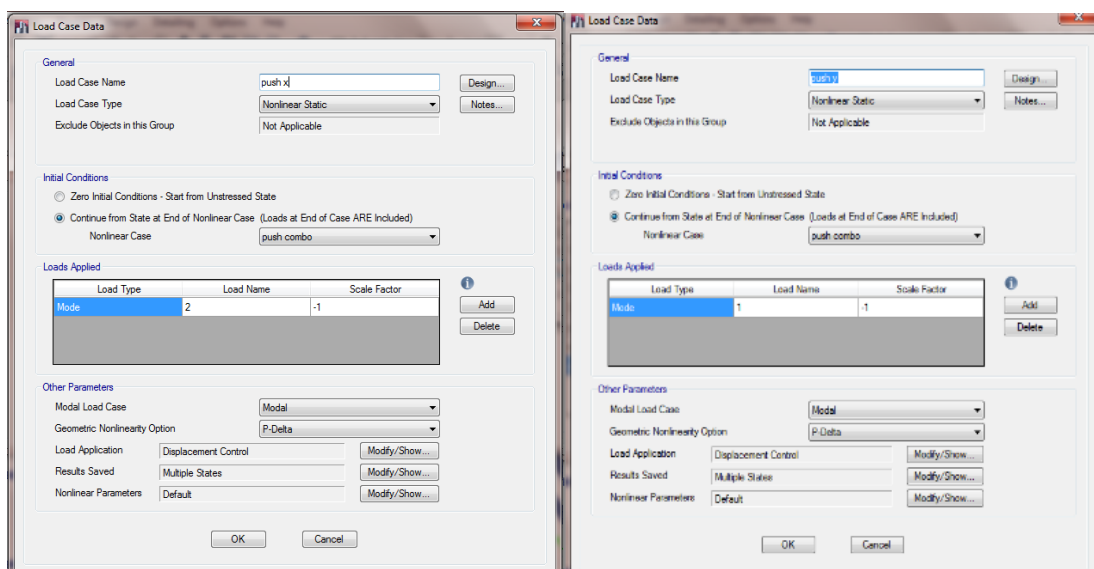 Load Case Data
General
Load Case Name push x Design...
Load Case Type Nonlinear Static Notes...
Exclude Objects in this Group Not Applicable
Initial Conditions
Zero Initial Conditions - Start from Unstressed State
Continue from State at End of Nonlinear Case (Loads at End of Case ARE Included)
Nonlinear Case push combo
Loads Applied
Load Type Load Name Scale Factor
Mode 2 -1
Add
Delete
Other Parameters
Modal Load Case Modal
Geometric Nonlinearity Option P-Delta
Load Application Displacement Control Modify/Show...
Results Saved Multiple States Modify/Show...
Nonlinear Parameters Default Modify/Show...
OK Cancel
Load Case Data
General
Load Case Name push y Design...
Load Case Type Nonlinear Static Notes...
Exclude Objects in this Group Not Applicable
Initial Conditions
Zero Initial Conditions - Start from Unstressed State
Continue from State at End of Nonlinear Case (Loads at End of Case ARE Included)
Nonlinear Case push combo
Loads Applied
Load Type Load Name Scale Factor
Mode 1 -1
Add
Delete
Other Parameters
Modal Load Case Modal
Geometric Nonlinearity Option P-Delta
Load Application Displacement Control Modify/Show...
Results Saved Multiple States Modify/Show...
Nonlinear Parameters Default Modify/Show...
OK Cancel